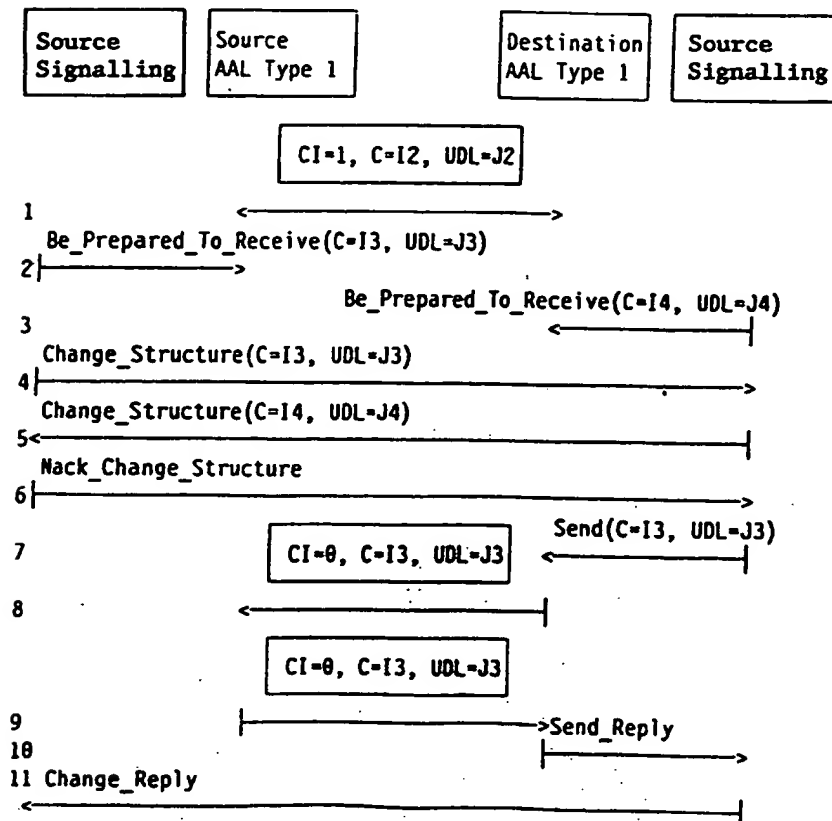 Source Signalling
Source AAL Type 1
Destination AAL Type 1
Source Signalling
CI=1, C=I2, UDL=J2
1
Be_Prepared_To_Receive(C=I3, UDL=J3)
2
Be_Prepared_To_Receive(C=I4, UDL=J4)
3
Change_Structure(C=I3, UDL=J3)
4
Change_Structure(C=I4, UDL=J4)
5
Nack_Change_Structure
6
Send(C=I3, UDL=J3)
7
CI=0, C=I3, UDL=J3
8
CI=0, C=I3, UDL=J3
9
Send_Reply
10
11 Change_Reply